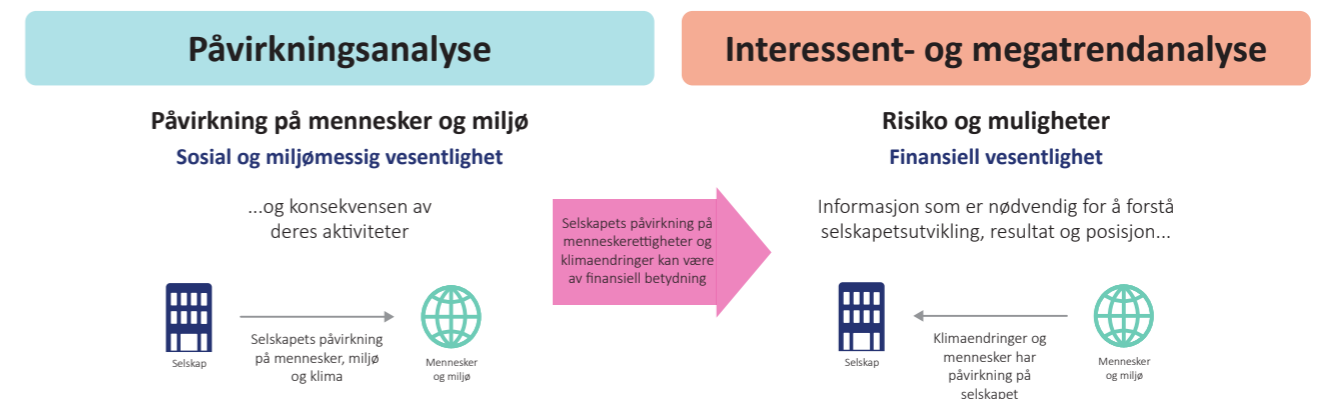 Påvirkningsanalyse
Påvirkning på mennesker og miljø
Sosial og miljømessig vesentlighet
...og konsekvensen av
deres aktiviteter
Selskap
Selskapets påvirkning
på mennesker, miljø
og klima
Mennesker
og miljø
Selskapets påvirkning på
menneskerettigheter og
klimaendringer kan være
av finansiell betydning
Interessent- og megatrendanalyse
Risiko og muligheter
Finansiell vesentlighet
Informasjon som er nødvendig for å forstå
selskapetsutvikling, resultat og posisjon...
Selskap
Klimaendringer og
mennesker har
påvirkning på
selskapet
Mennesker
og miljø